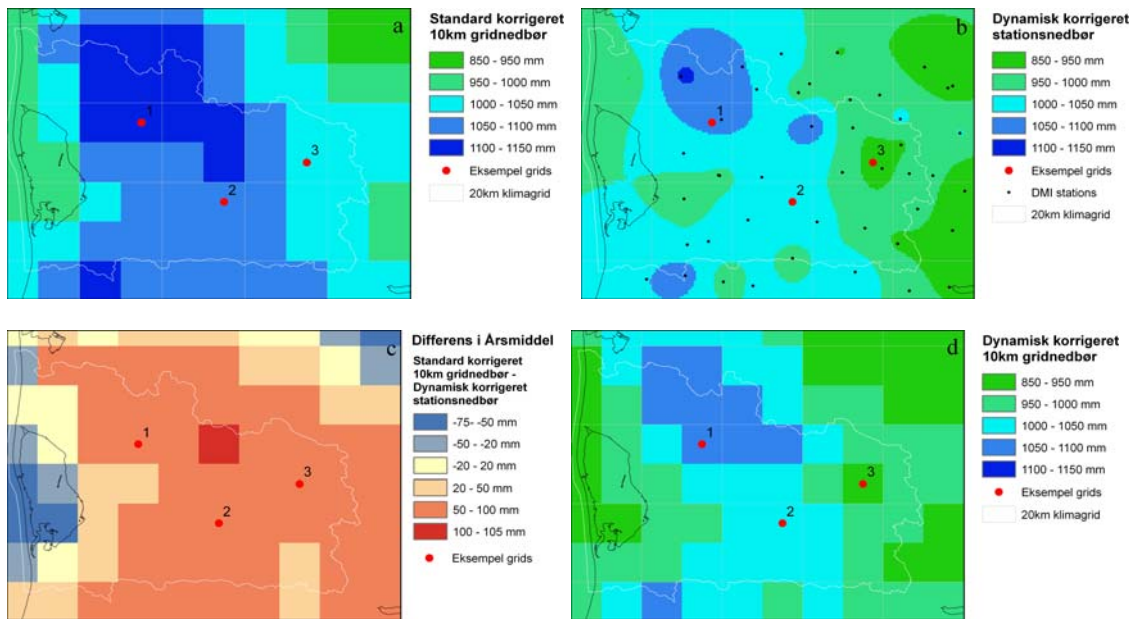 a
1
2
3
Standard korrigeret
10km gridnedbør
850 - 950 mm
950 - 1000 mm
1000 - 1050 mm
1050 - 1100 mm
1100 - 1150 mm
Eksempel grids
20km klimagrid
b
1
2
3
Dynamisk korrigeret
stationsnedbør
850 - 950 mm
950 - 1000 mm
1000 - 1050 mm
1050 - 1100 mm
1100 - 1150 mm
Eksempel grids
DMI stations
20km klimagrid
c
1
2
3
Differens i Årsmiddel
Standard korrigeret
10km gridnedbør -
Dynamisk korrigeret
stationsnedbør
-75- -50 mm
-50 - -20 mm
-20 - 20 mm
20 - 50 mm
50 - 100 mm
100 - 105 mm
Eksempel grids
d
1
2
3
Dynamisk korrigeret
10km gridnedbør
850 - 950 mm
950 - 1000 mm
1000 - 1050 mm
1050 - 1100 mm
1100 - 1150 mm
Eksempel grids
20km klimagrid